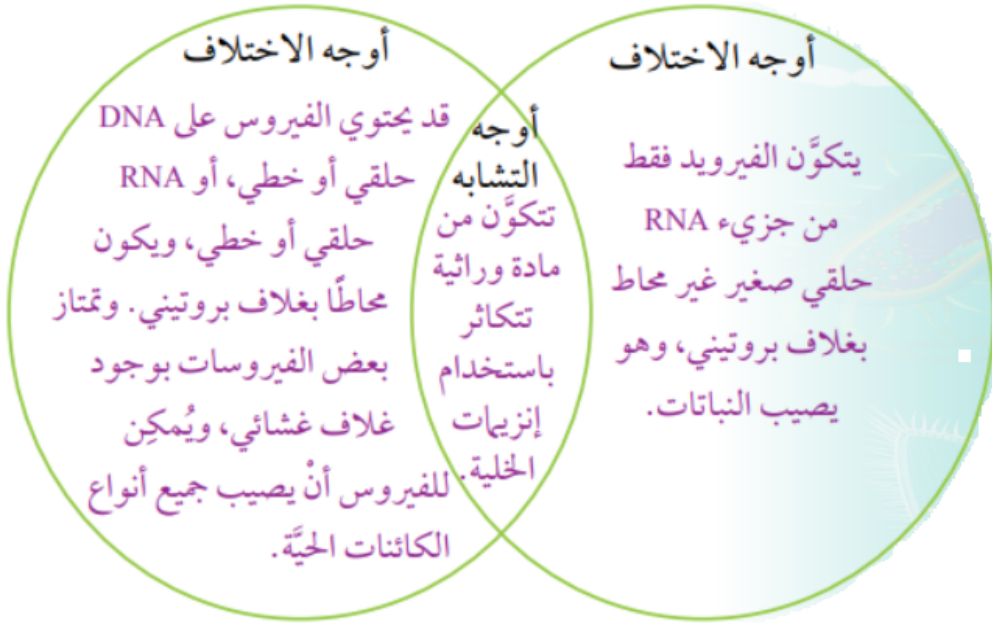 أوجه الاختلاف
يتكوَّن الفيرويد فقط
من جزيء RNA
حلقي صغير غير محاط
بغلاف بروتيني، وهو
يصيب النباتات.
أوجه
التشابه
تتكوَّن من
مادة وراثية
تتكاثر
باستخدام
إنزيمات
الخلية.
أوجه الاختلاف
قد يحتوي الفيروس على DNA
حلقي أو خطي، أو RNA
حلقي أو خطي، ويكون
محاطًا بغلاف بروتيني. وتمتاز
بعض الفيروسات بوجود
غلاف غشائي، ويُمكِن
للفيروس أنْ يصيب جميع أنواع
الكائنات الحيَّة.